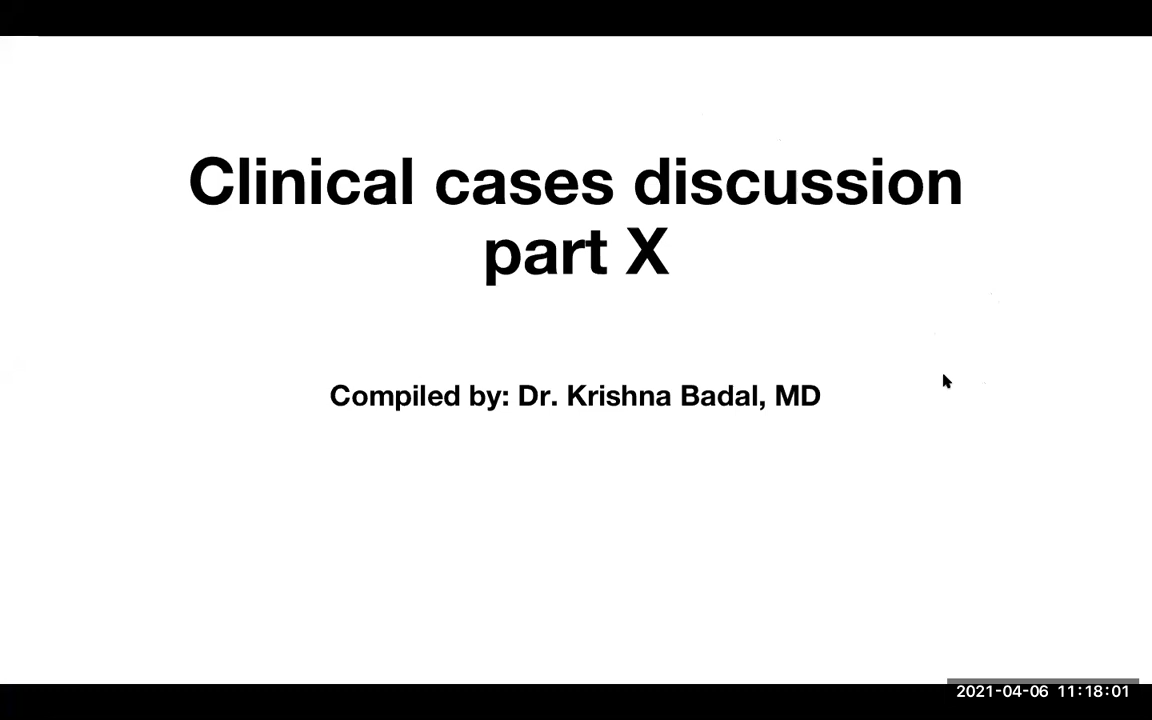 Clinical cases discussion
part X
Compiled by: Dr. Krishna Badal, MD
2021-04-06 11:18:01